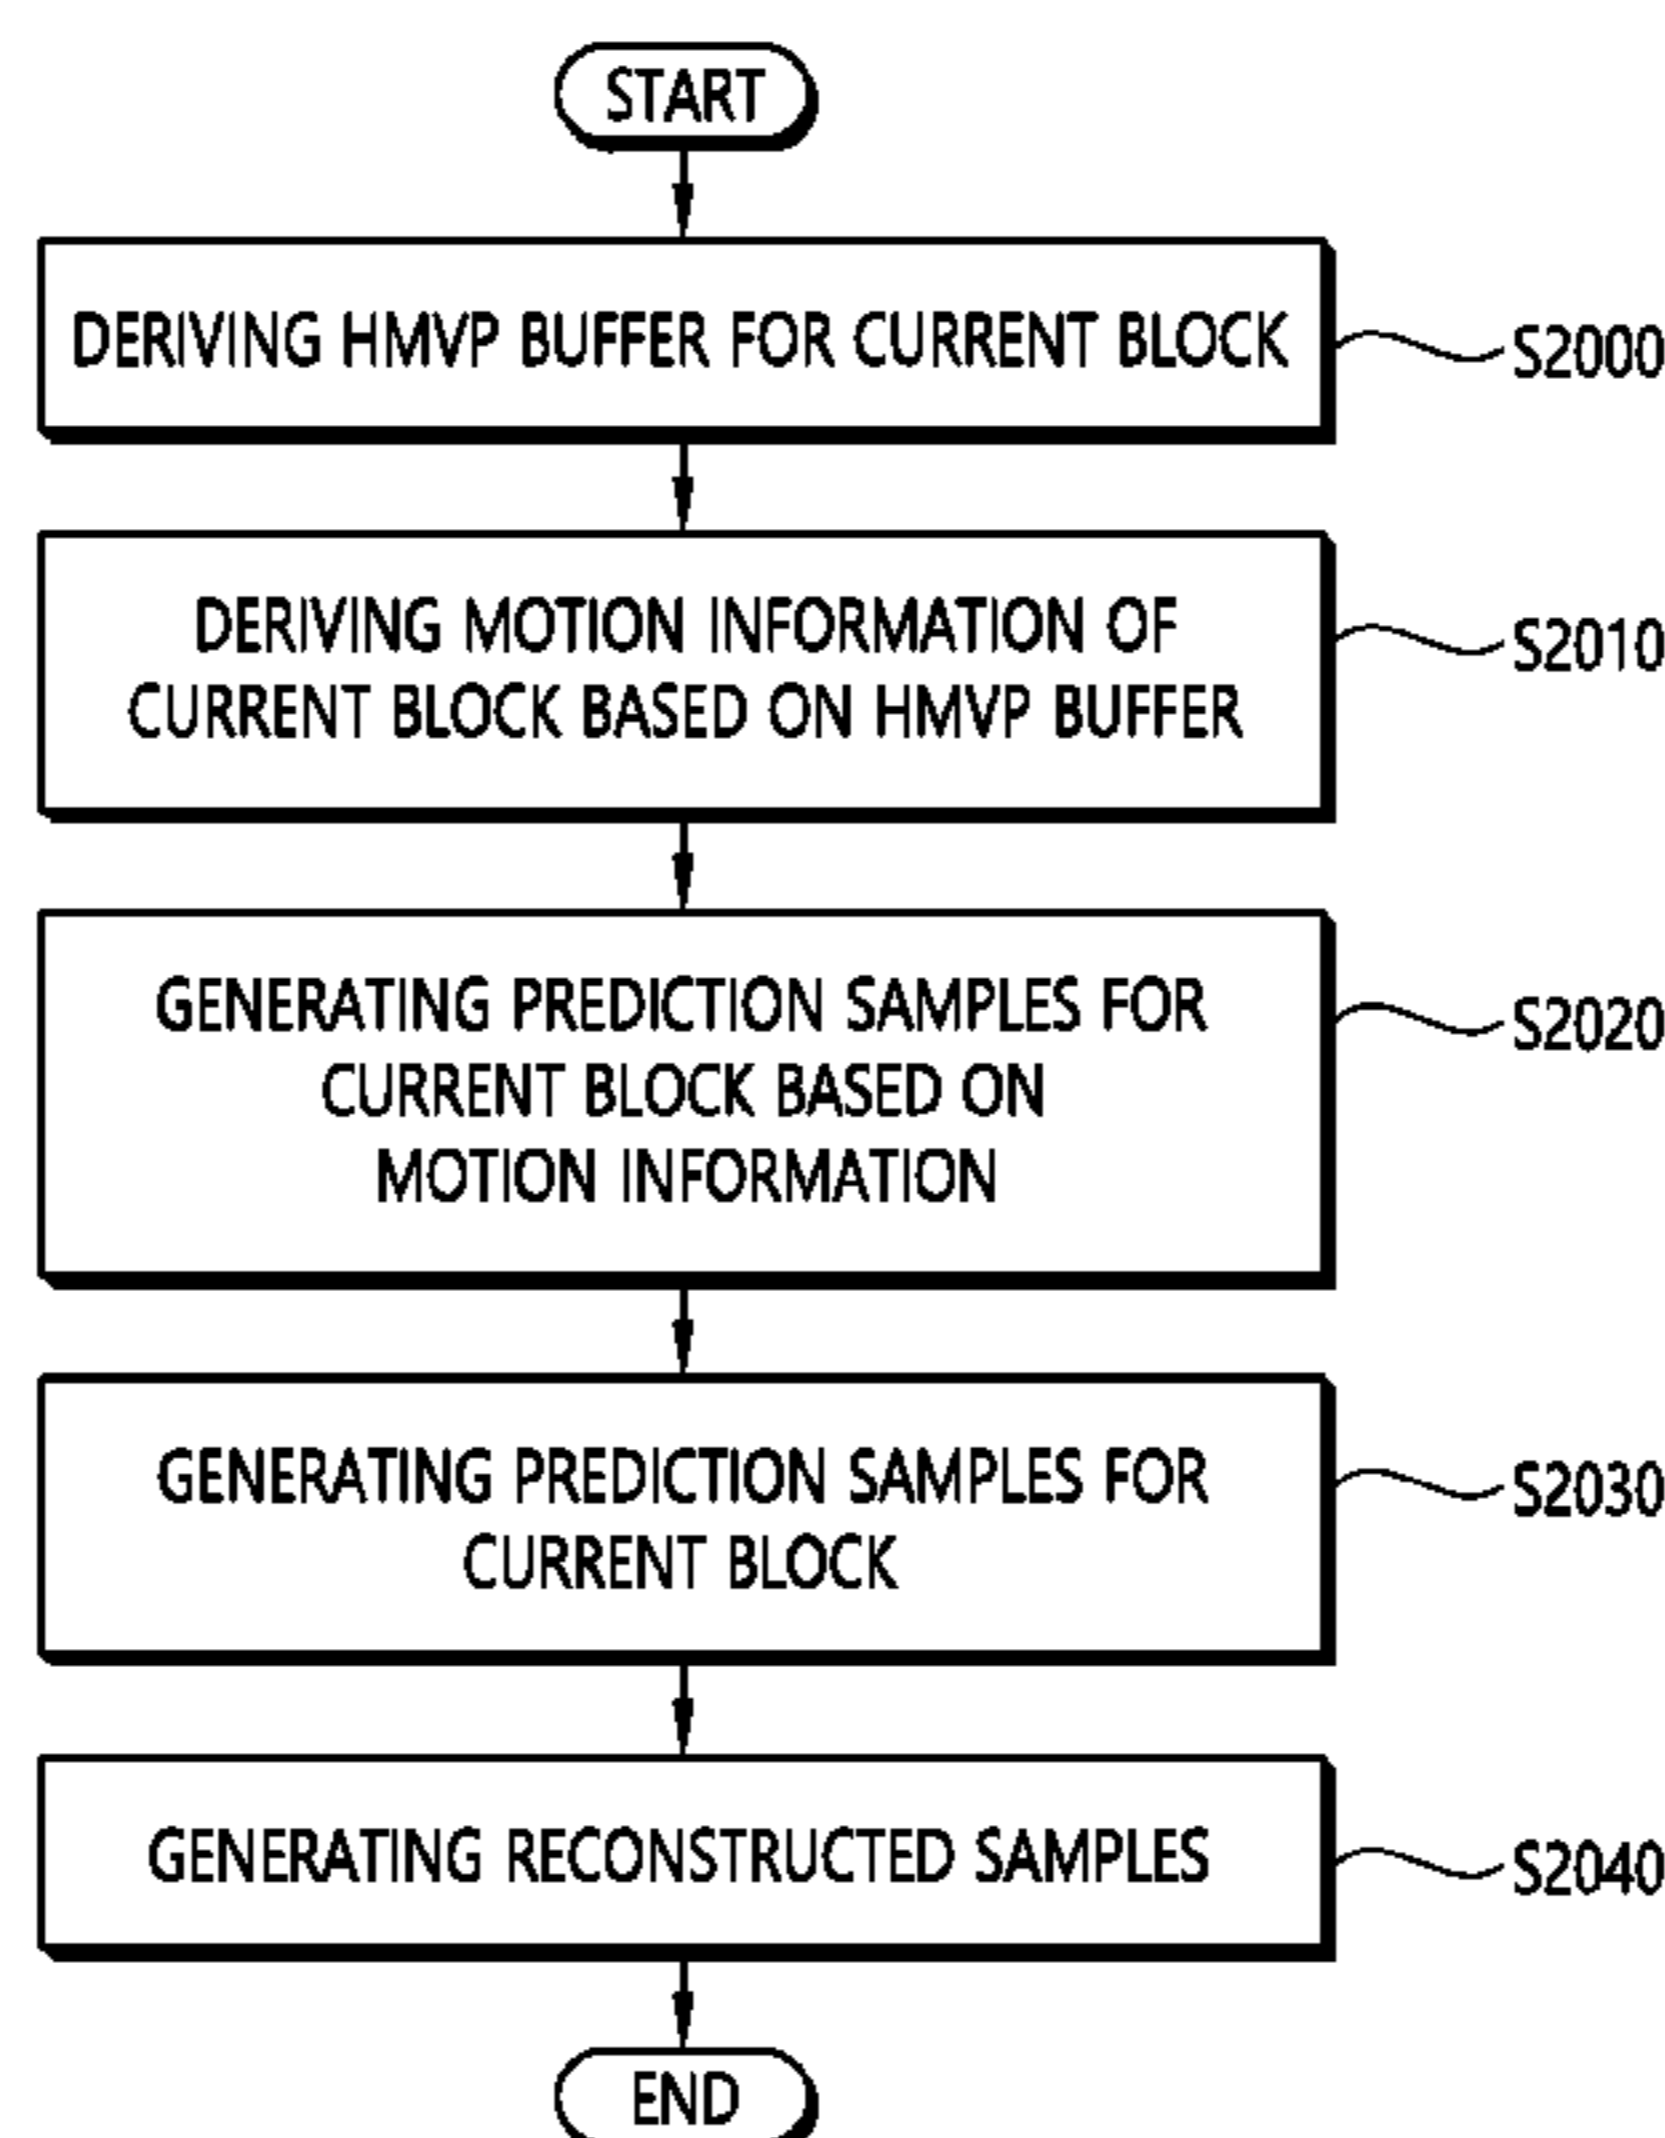 START
DERIVING HMVP BUFFER FOR CURRENT BLOCK
S2000
DERIVING MOTION INFORMATION OF
CURRENT BLOCK BASED ON HMVP BUFFER
S2010
GENERATING PREDICTION SAMPLES FOR
CURRENT BLOCK BASED ON
MOTION INFORMATION
S2020
GENERATING PREDICTION SAMPLES FOR
CURRENT BLOCK
S2030
GENERATING RECONSTRUCTED SAMPLES
S2040
END